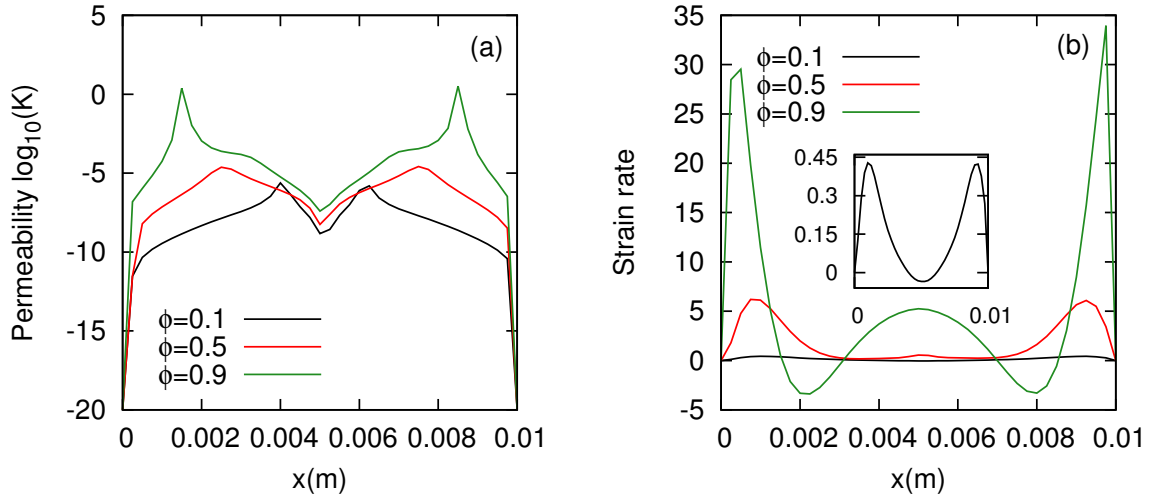 5
0
-5
-10
-15
-20
0
0.002
0.004
0.006
0.008
0.01
Permeability log10(K)
x(m)
(a)
ϕ=0.1
ϕ=0.5
ϕ=0.9
35
30
25
20
15
10
5
0
-5
0
0.002
0.004
0.006
0.008
0.01
Strain rate
x(m)
(b)
ϕ=0.1
ϕ=0.5
ϕ=0.9
0.45
0.3
0.15
0
0
0.01